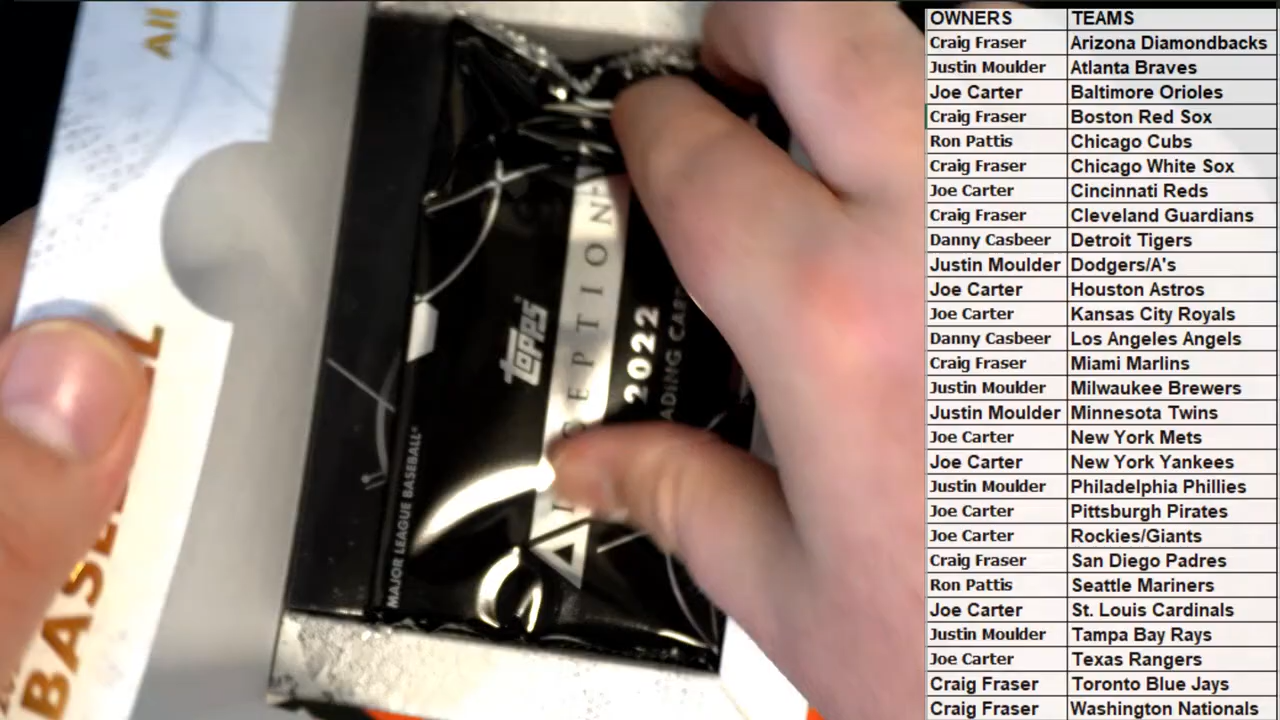 All
BASEBALL
MAJOR LEAGUE BASEBALL
TOPPS
2022
OWNERS TEAMS
Craig Fraser Arizona Diamondbacks
Justin Moulder Atlanta Braves
Joe Carter Baltimore Orioles
Craig Fraser Boston Red Sox
Ron Pattis Chicago Cubs
Craig Fraser Chicago White Sox
Joe Carter Cincinnati Reds
Craig Fraser Cleveland Guardians
Danny Casbeer Detroit Tigers
Justin Moulder Dodgers/A's
Joe Carter Houston Astros
Joe Carter Kansas City Royals
Danny Casbeer Los Angeles Angels
Craig Fraser Miami Marlins
Justin Moulder Milwaukee Brewers
Justin Moulder Minnesota Twins
Joe Carter New York Mets
Joe Carter New York Yankees
Justin Moulder Philadelphia Phillies
Joe Carter Pittsburgh Pirates
Joe Carter Rockies/Giants
Craig Fraser San Diego Padres
Ron Pattis Seattle Mariners
Joe Carter St. Louis Cardinals
Justin Moulder Tampa Bay Rays
Joe Carter Texas Rangers
Craig Fraser Toronto Blue Jays
Craig Fraser Washington Nationals